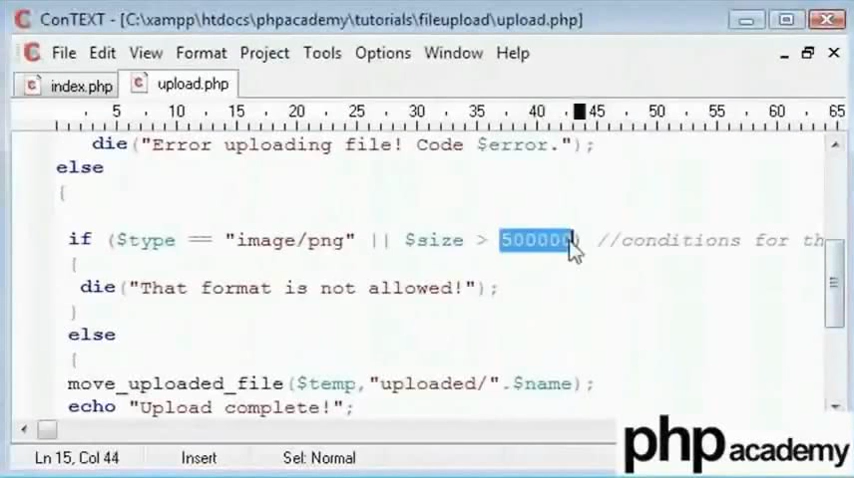 ConTEXT - [C:\xampp\htdocs\phpacademy\tutorials\fileupload\upload.php]
File Edit View Format Project Tools Options Window Help
index.php upload.php
5 10 15 20 25 30 35 40 45 50 55 60 65
die("Error uploading file! Code $error.");
else
{
if ($type == "image/png" || $size > 500000) //conditions for th
{
die("That format is not allowed!");
}
else
{
move_uploaded_file($temp,"uploaded/".$name);
echo "Upload complete!";
Ln 15, Col 44 Insert Sel: Normal
php academy